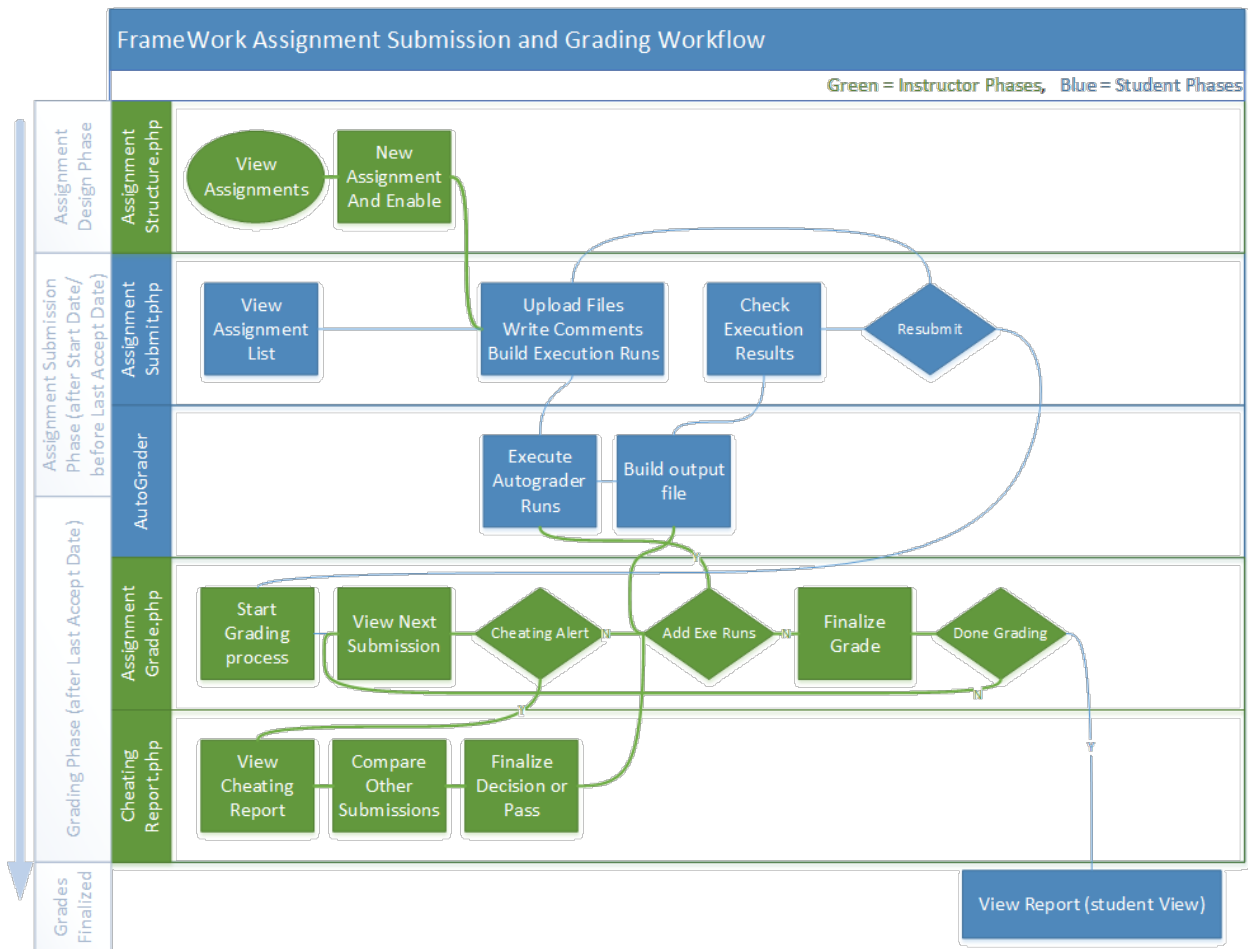 FrameWork Assignment Submission and Grading Workflow
Green = Instructor Phases, Blue = Student Phases
Assignment
Design Phase
Assignment
Structure.php
View
Assignments
New
Assignment
And Enable
Assignment Submission
Phase (after Start Date/
before Last Accept Date)
Assignment
Submit.php
View
Assignment
List
Upload Files
Write Comments
Build Execution Runs
Check
Execution
Results
Resubmit
AutoGrader
Execute
Autograder
Runs
Build output
file
Grading Phase (after Last Accept Date)
Assignment
Grade.php
Y
Start
Grading
process
View Next
Submission
Cheating Alert
N
Add Exe Runs
N
Finalize
Grade
Done Grading
N
Y
Cheating
Report.php
Y
View
Cheating
Report
Compare
Other
Submissions
Finalize
Decision or
Pass
Grades
Finalized
View Report (student View)